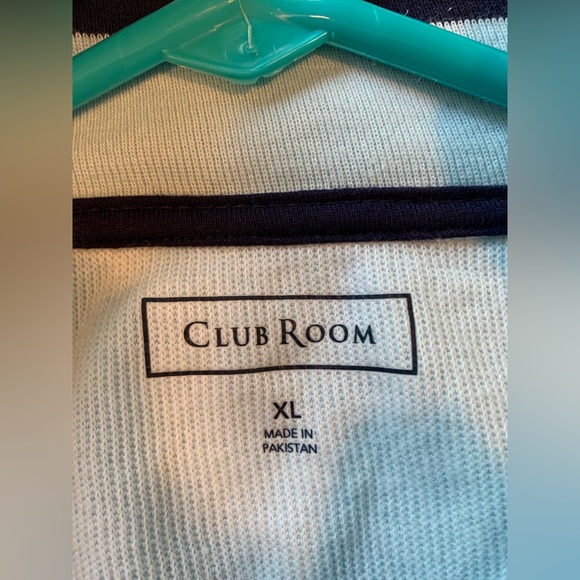 CLUB ROOM
XL
MADE IN
PAKISTAN